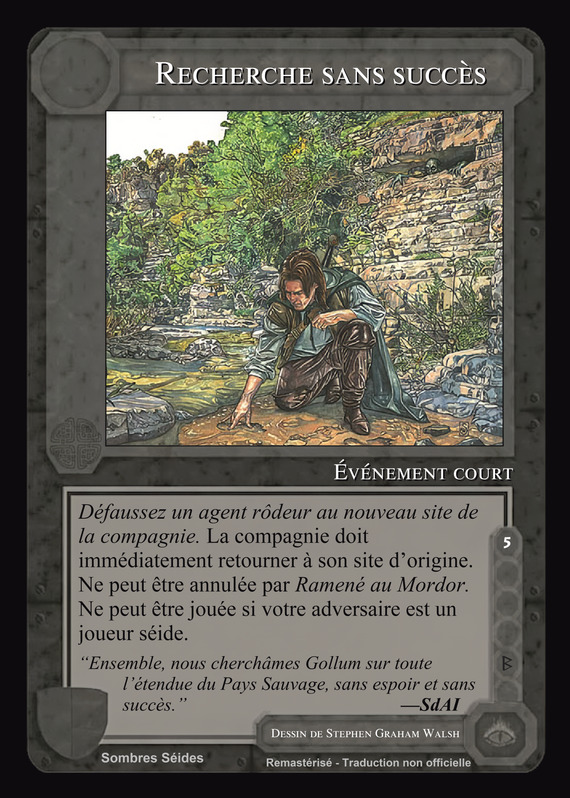 Recherche sans succès
Événement court
Défaussez un agent rôdeur au nouveau site de
la compagnie. La compagnie doit
immédiatement retourner à son site d'origine.
Ne peut être annulée par Ramené au Mordor.
Ne peut être jouée si votre adversaire est un
joueur séide.
5
“Ensemble, nous cherchâmes Gollum sur toute
l'étendue du Pays Sauvage, sans espoir et sans
succès.” —SdAI
ᛒ
Dessin de Stephen Graham Walsh
Sombres Séides
Remastérisé - Traduction non officielle